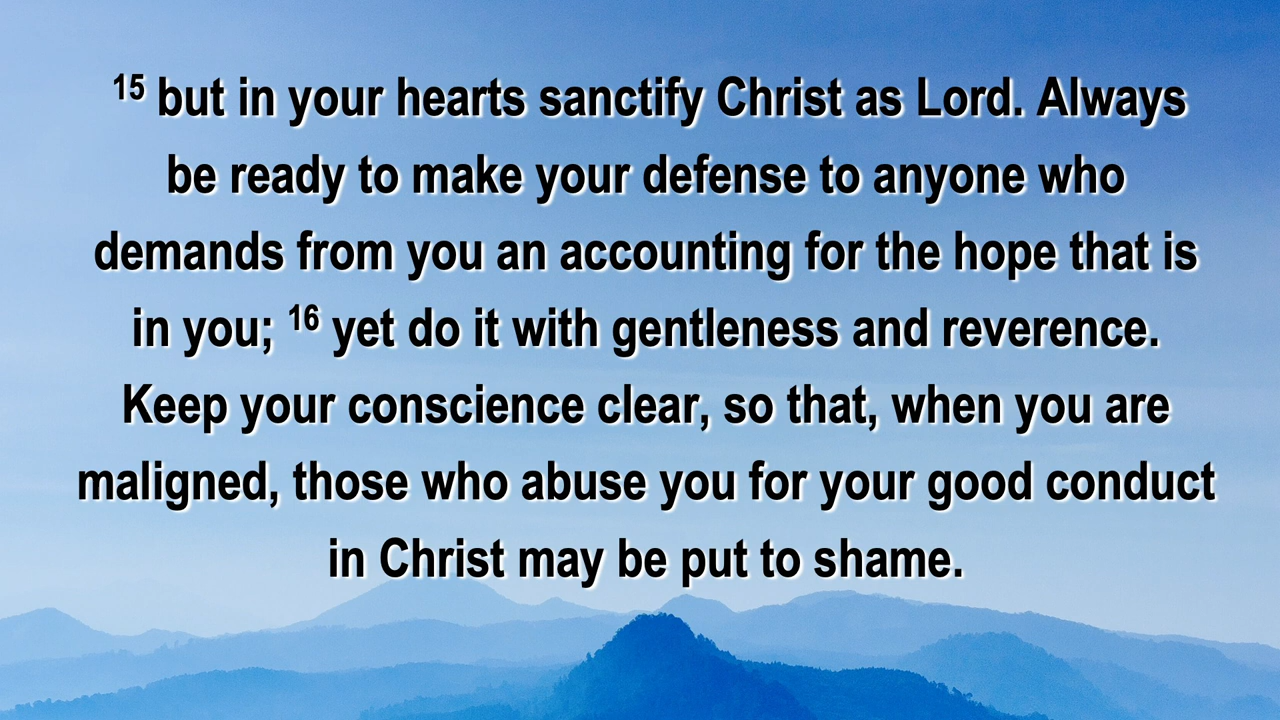 15 but in your hearts sanctify Christ as Lord. Always
be ready to make your defense to anyone who
demands from you an accounting for the hope that is
in you; 16 yet do it with gentleness and reverence.
Keep your conscience clear, so that, when you are
maligned, those who abuse you for your good conduct
in Christ may be put to shame.